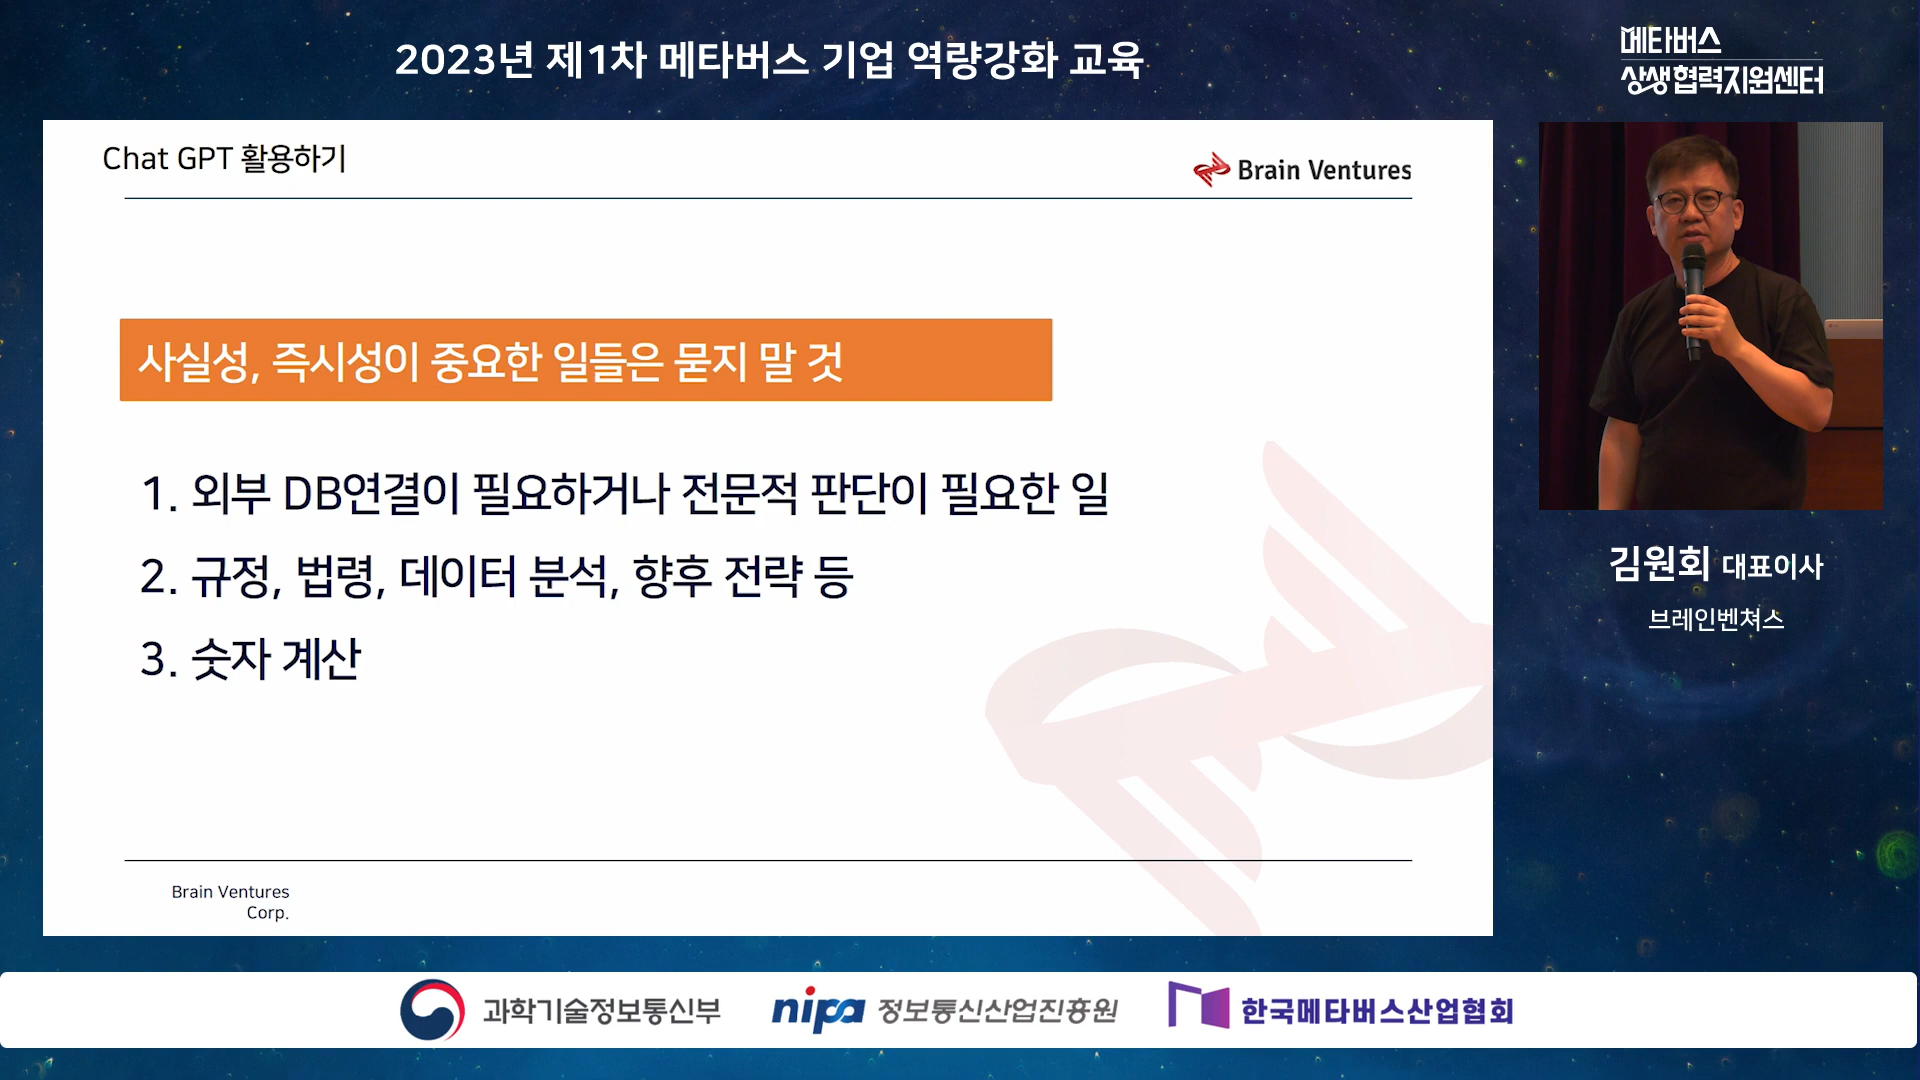 2023년 제1차 메타버스 기업 역량강화 교육
메타버스
상생협력지원센터
Chat GPT 활용하기
Brain Ventures
사실성, 즉시성이 중요한 일들은 묻지 말 것
1. 외부 DB연결이 필요하거나 전문적 판단이 필요한 일
2. 규정, 법령, 데이터 분석, 향후 전략 등
3. 숫자 계산
김원회 대표이사
브레인벤쳐스
Brain Ventures
Corp.
과학기술정보통신부
nipa 정보통신산업진흥원
한국메타버스산업협회